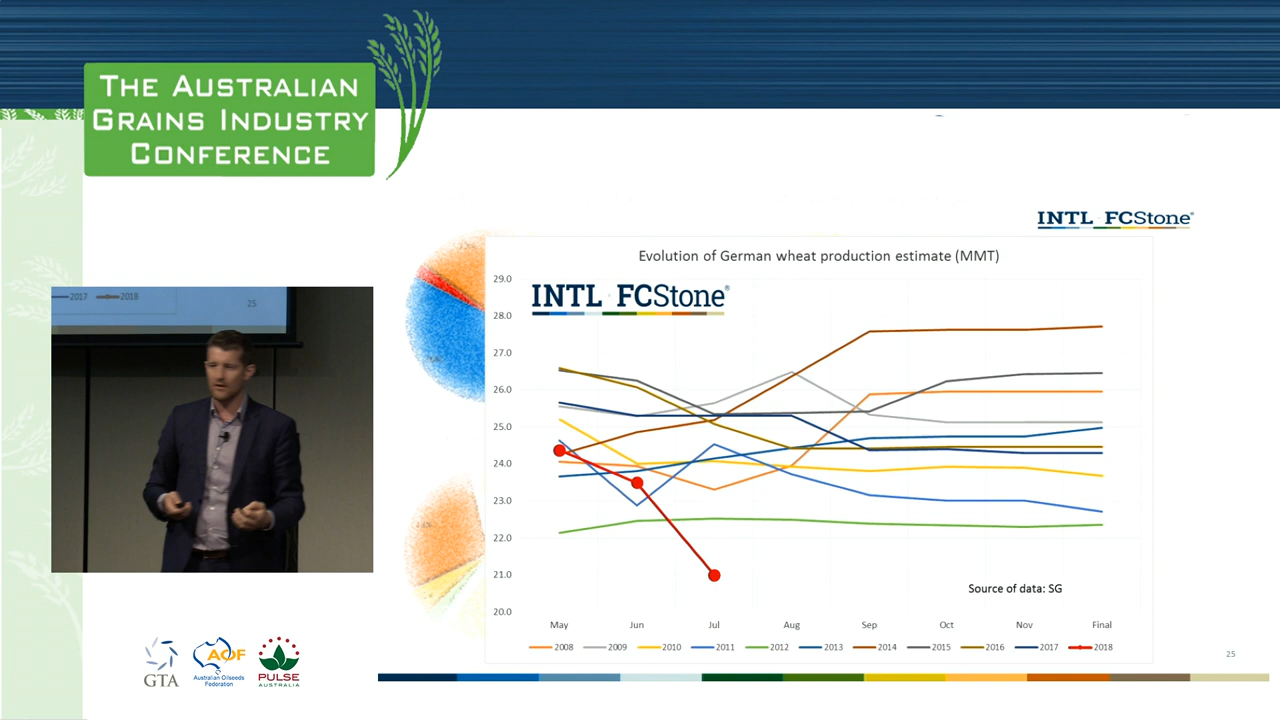 THE AUSTRALIAN
GRAINS INDUSTRY
CONFERENCE
INTL FCStone®
Evolution of German wheat production estimate (MMT)
INTL FCStone®
29.0
28.0
27.0
26.0
25.0
24.0
23.0
22.0
21.0
20.0
Source of data: SG
May Jun Jul Aug Sep Oct Nov Final
2008 2009 2010 2011 2012 2013 2014 2015 2016 2017 2018
25
2017 2018
25
GTA
AOF
Australian Oilseeds
Federation
PULSE
AUSTRALIA